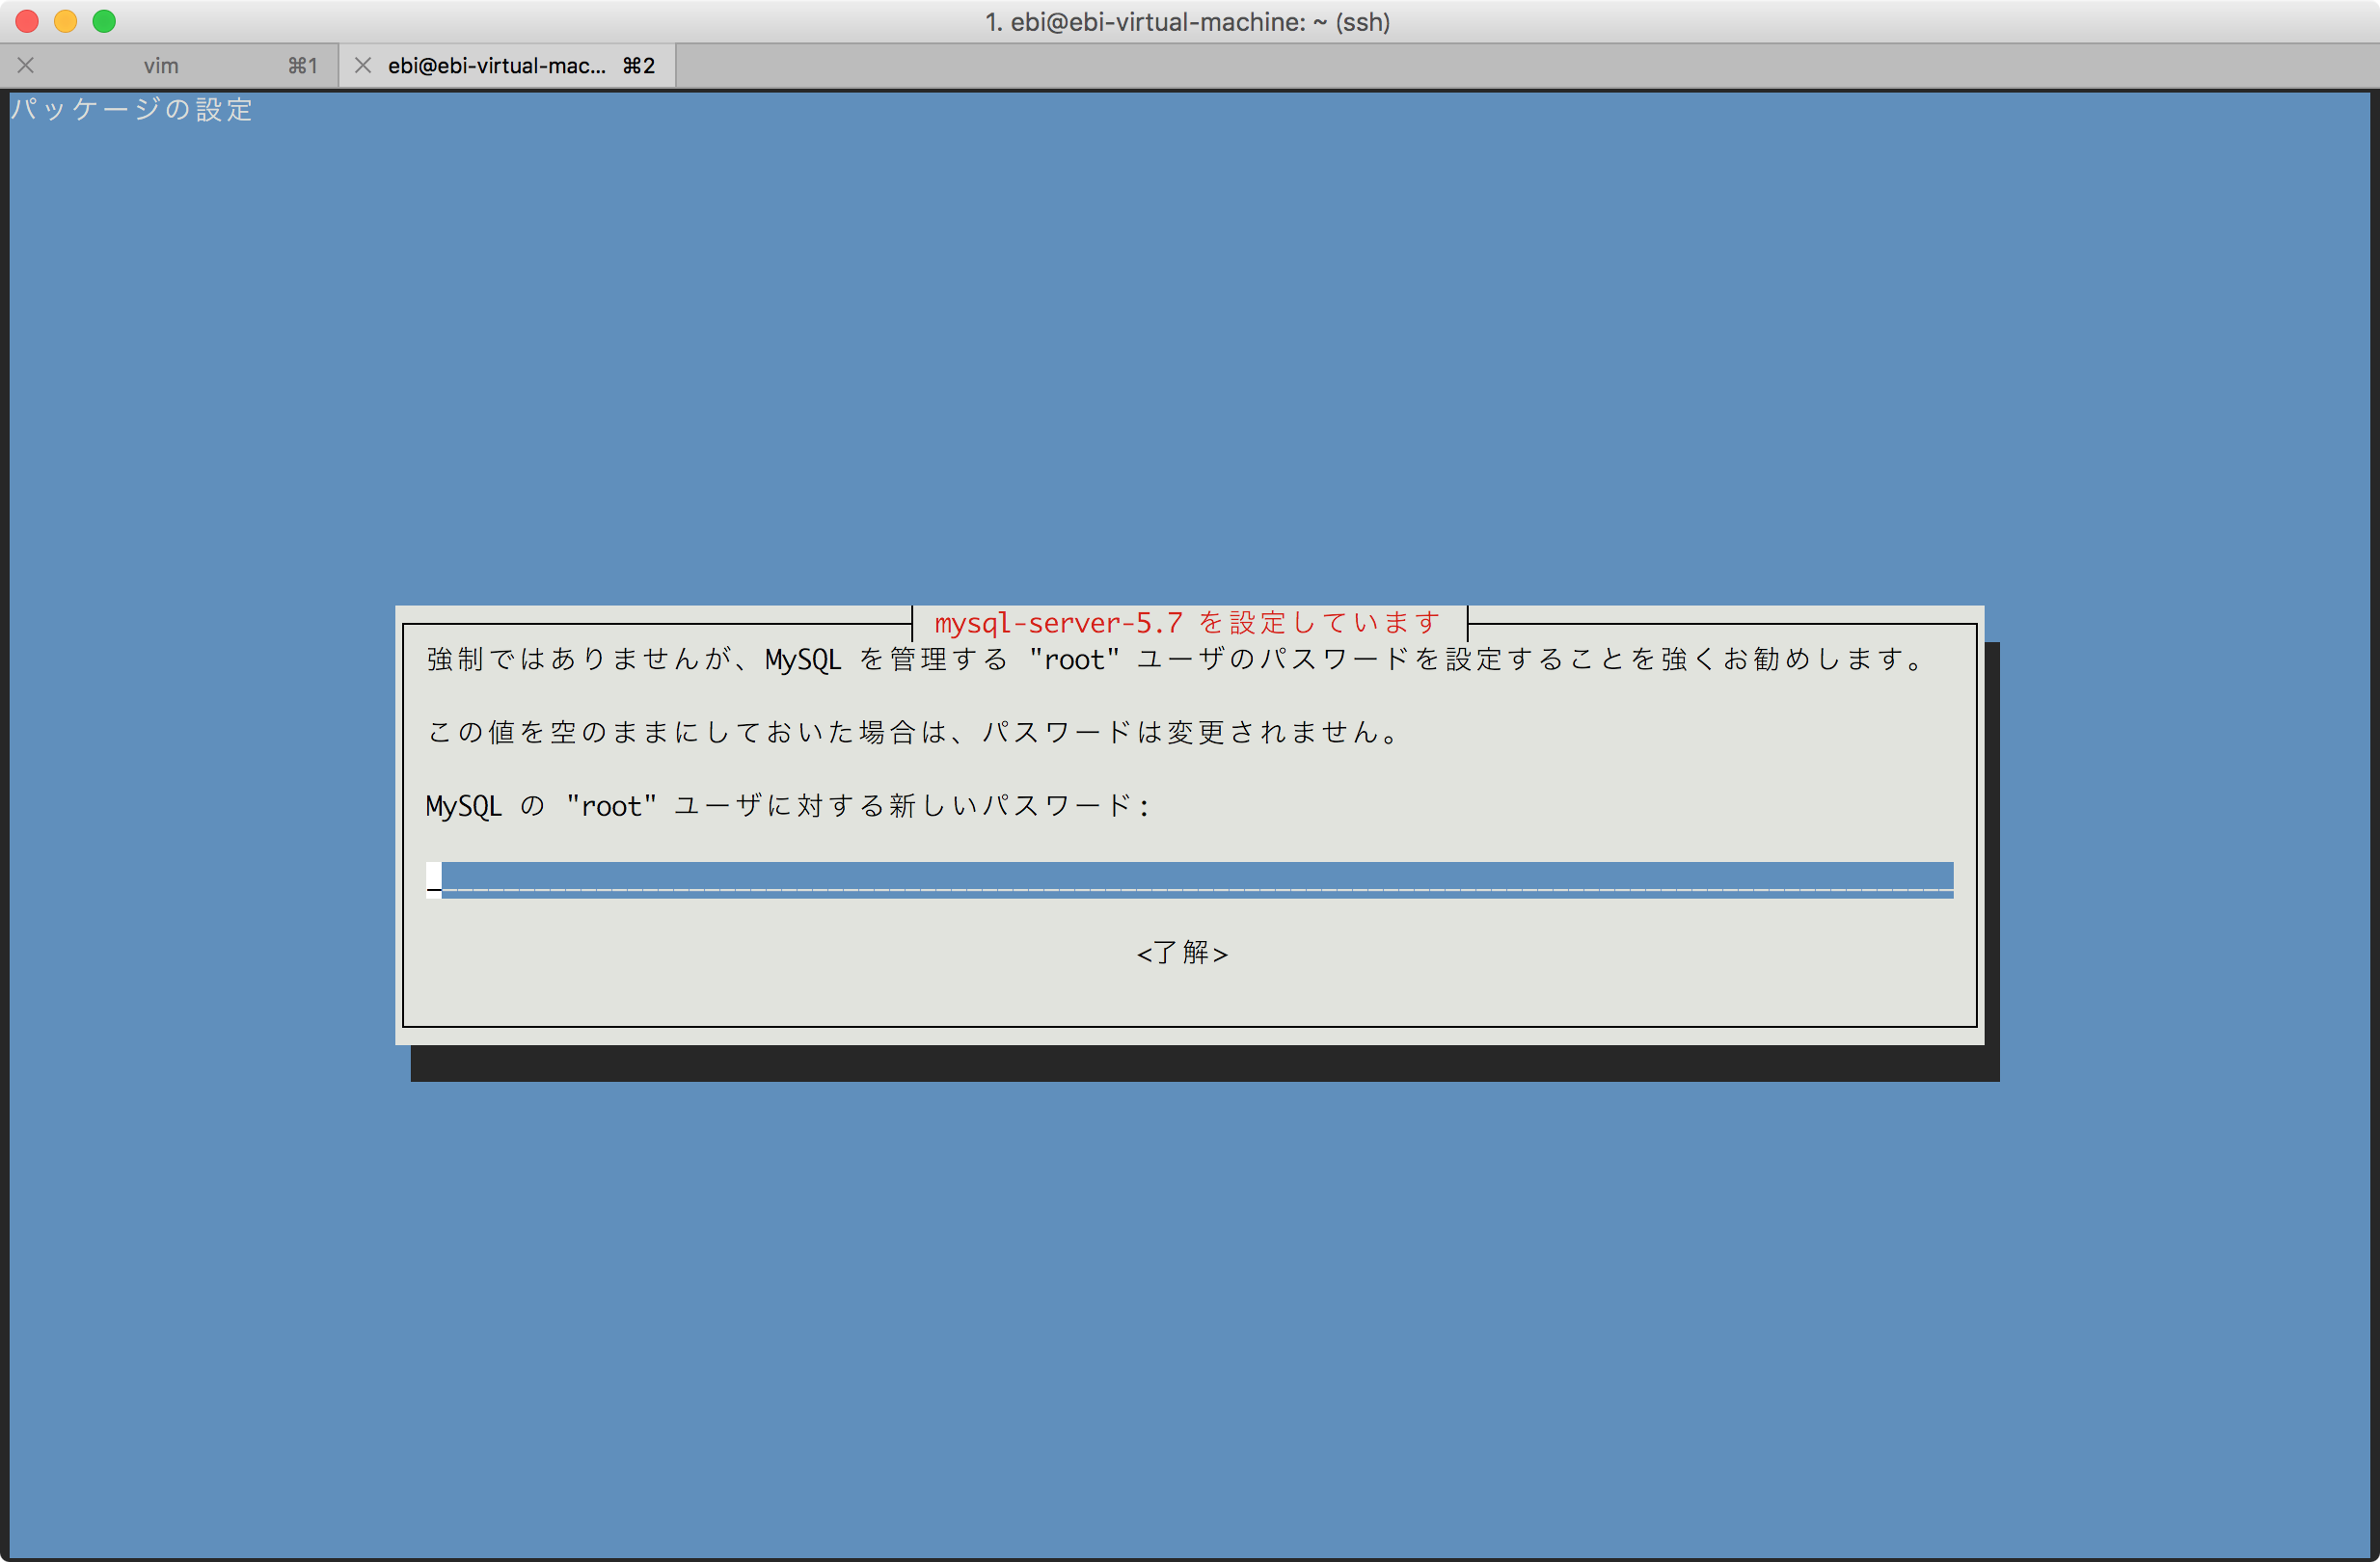 1. ebi@ebi-virtual-machine: ~ (ssh)
vim ⌘1 ebi@ebi-virtual-mac... ⌘2
パッケージの設定
mysql-server-5.7 を設定しています
強制ではありませんが、MySQL を管理する "root" ユーザのパスワードを設定することを強くお勧めします。
この値を空のままにしておいた場合は、パスワードは変更されません。
MySQL の "root" ユーザに対する新しいパスワード:
<了解>